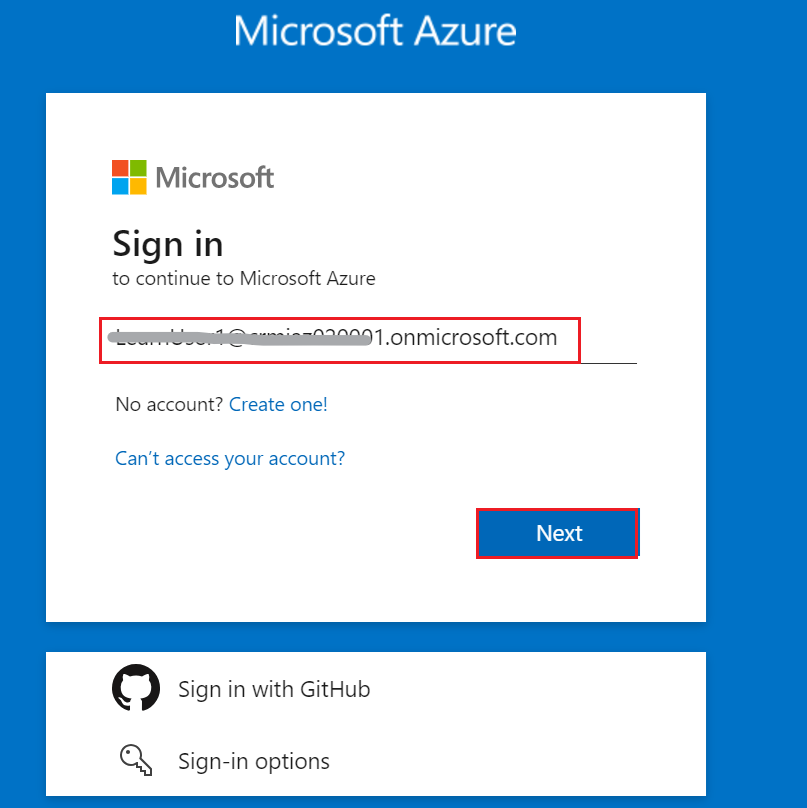 Microsoft Azure
Microsoft
Sign in
to continue to Microsoft Azure
1.onmicrosoft.com
No account? Create one!
Can't access your account?
Next
Sign in with GitHub
Sign-in options